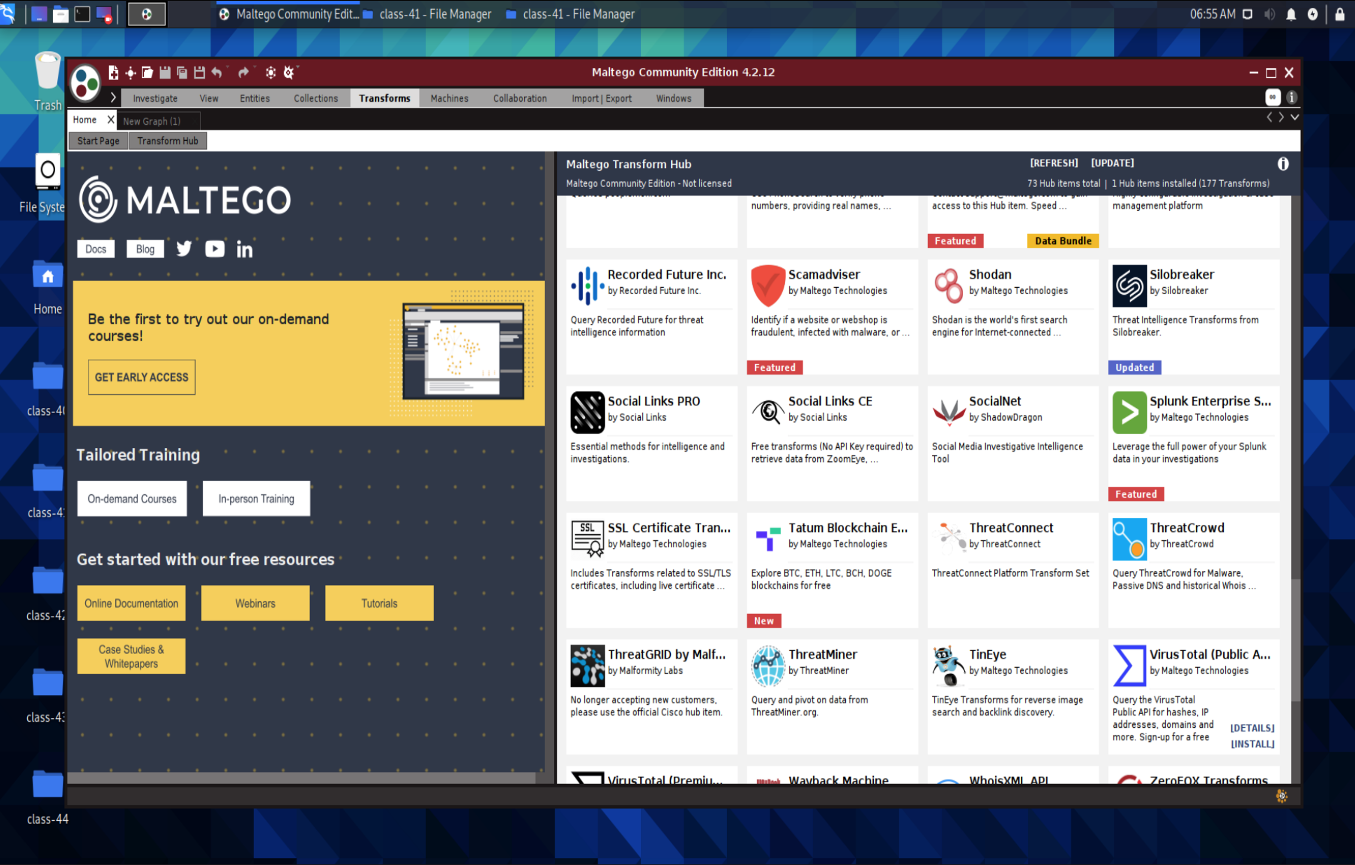 Maltego Community Edit...
class-41 - File Manager
class-41 - File Manager
06:55 AM
Trash
File Syste
Home
class-4
class-4
class-42
class-43
class-44
Maltego Community Edition 4.2.12
Investigate View Entities Collections Transforms Machines Collaboration Import | Export Windows
Home X New Graph (1)
Start Page Transform Hub
MALTEGO
Docs Blog
Be the first to try out our on-demand
courses!
GET EARLY ACCESS
Tailored Training
On-demand Courses In-person Training
Get started with our free resources
Online Documentation Webinars Tutorials
Case Studies &
Whitepapers
Maltego Transform Hub
[REFRESH] [UPDATE]
Maltego Community Edition - Not licensed
73 Hub items total | 1 Hub items installed (177 Transforms)
numbers, providing real names, ...
access to this Hub item. Speed ...
management platform
Featured
Data Bundle
Recorded Future Inc.
by Recorded Future Inc.
Query Recorded Future for threat
intelligence information
Scamadviser
by Maltego Technologies
Identify if a website or webshop is
fraudulent, infected with malware, or ...
Featured
Shodan
by Maltego Technologies
Shodan is the world's first search
engine for Internet-connected ...
Silobreaker
by Silobreaker
Threat Intelligence Transforms from
Silobreaker.
Updated
Social Links PRO
by Social Links
Essential methods for intelligence and
investigations.
Social Links CE
by Social Links
Free transforms (No API Key required) to
retrieve data from ZoomEye, ...
SocialNet
by ShadowDragon
Social Media Investigative Intelligence
Tool
Splunk Enterprise S...
by Maltego Technologies
Leverage the full power of your Splunk
data in your investigations
Featured
SSL
SSL Certificate Tran...
by Maltego Technologies
Includes Transforms related to SSL/TLS
certificates, including live certificate ...
Tatum Blockchain E...
by Maltego Technologies
Explore BTC, ETH, LTC, BCH, DOGE
blockchains for free
New
ThreatConnect
by ThreatConnect
ThreatConnect Platform Transform Set
ThreatCrowd
by ThreatCrowd
Query ThreatCrowd for Malware,
Passive DNS and historical Whois ...
ThreatGRID by Malf...
by Malformity Labs
No longer accepting new customers,
please use the official Cisco hub item.
ThreatMiner
by ThreatMiner
Query and pivot on data from
ThreatMiner.org.
TinEye
by Maltego Technologies
TinEye Transforms for reverse image
search and backlink discovery.
VirusTotal (Public A...
by Maltego Technologies
Query the VirusTotal
Public API for hashes, IP
addresses, domains and
more. Sign-up for a free
[DETAILS]
[INSTALL]
VirusTotal (Premiu...
Wayback Machine
WhoisXML API
ZeroFOX Transforms